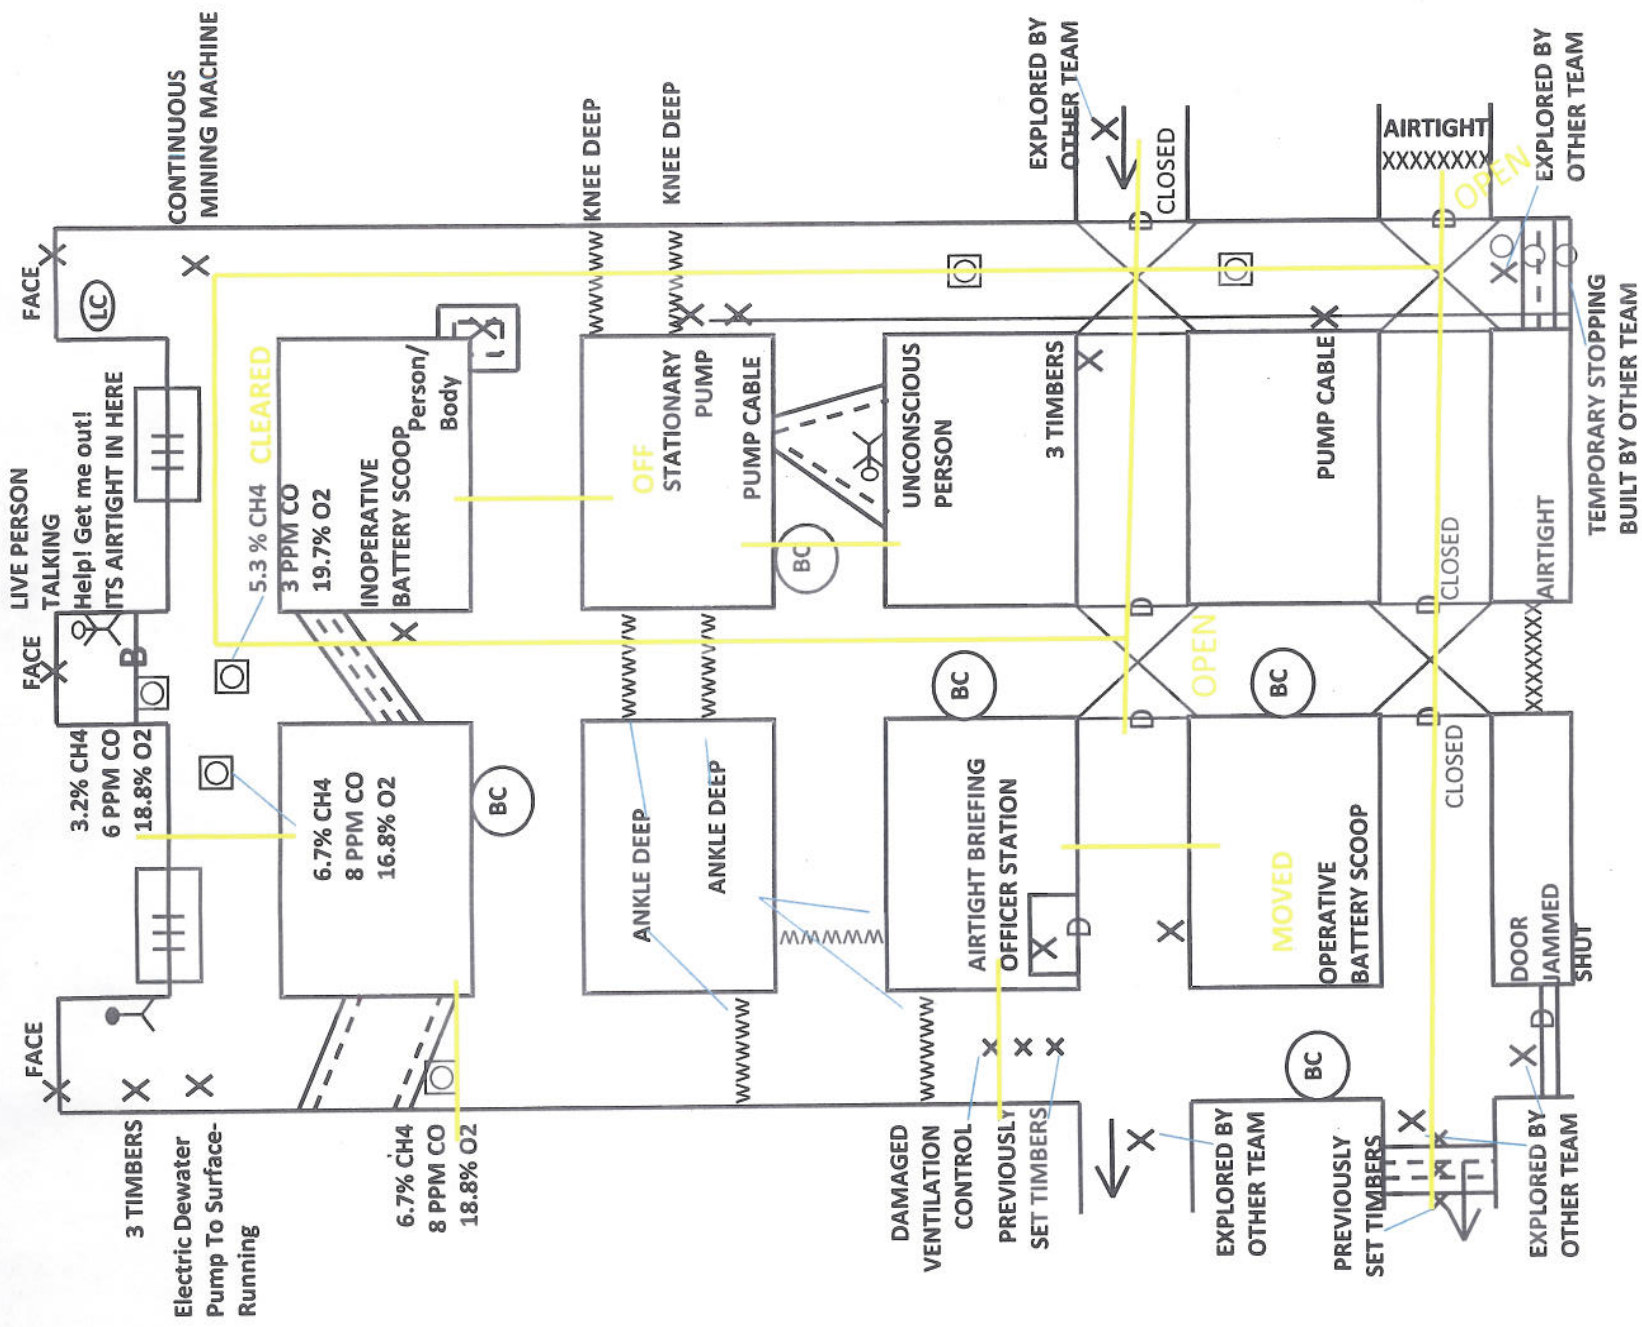 FACE
LC
CONTINUOUS
MINING MACHINE
LIVE PERSON
TALKING
Help! Get me out!
ITS AIRTIGHT IN HERE
FACE
B
3.2% CH4
6 PPM CO
18.8% O2
FACE
3 TIMBERS
Electric Dewater
Pump To Surface-
Running
CLEARED
5.3 % CH4
3 PPM CO
19.7% O2
INOPERATIVE
BATTERY SCOOP
Person/
Body
6.7% CH4
8 PPM CO
16.8% O2
BC
6.7% CH4
8 PPM CO
18.8% O2
KNEE DEEP
KNEE DEEP
wwwwww
wwwwww
OFF
STATIONARY
PUMP
PUMP CABLE
wwwwww
wwwwww
ANKLE DEEP
ANKLE DEEP
wwwwww
wwwwww
wwwwww
BC
UNCONSCIOUS
PERSON
3 TIMBERS
BC
AIRTIGHT BRIEFING
OFFICER STATION
D
DAMAGED
VENTILATION
CONTROL
PREVIOUSLY
SET TIMBERS
EXPLORED BY
OTHER TEAM
CLOSED
D
D
D
OPEN
BC
PUMP CABLE
MOVED
OPERATIVE
BATTERY SCOOP
BC
EXPLORED BY
OTHER TEAM
AIRTIGHT
XXXXXXXX
OPEN
D
CLOSED
D
D
CLOSED
PREVIOUSLY
SET TIMBERS
EXPLORED BY
OTHER TEAM
AIRTIGHT
XXXXXXXX
DOOR
JAMMED
SHUT
D
TEMPORARY STOPPING
BUILT BY OTHER TEAM
EXPLORED BY
OTHER TEAM